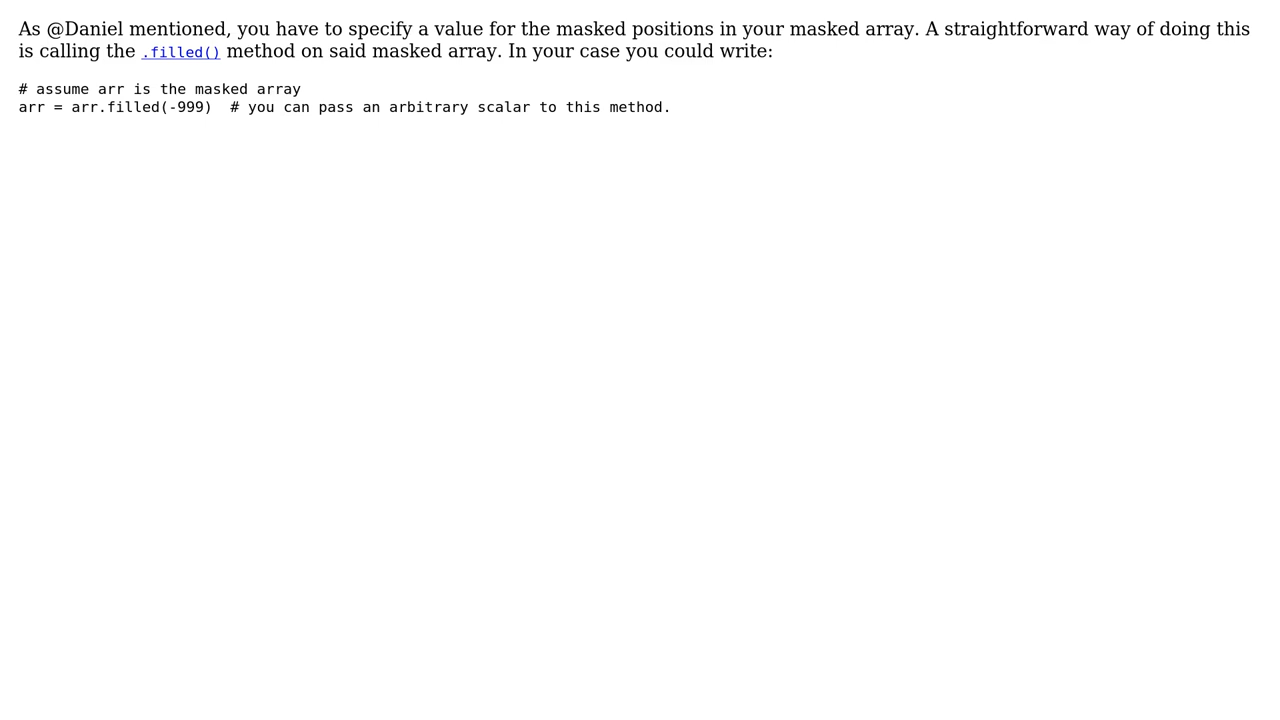 As @Daniel mentioned, you have to specify a value for the masked positions in your masked array. A straightforward way of doing this
is calling the .filled() method on said masked array. In your case you could write:
# assume arr is the masked array
arr = arr.filled(-999)  # you can pass an arbitrary scalar to this method.